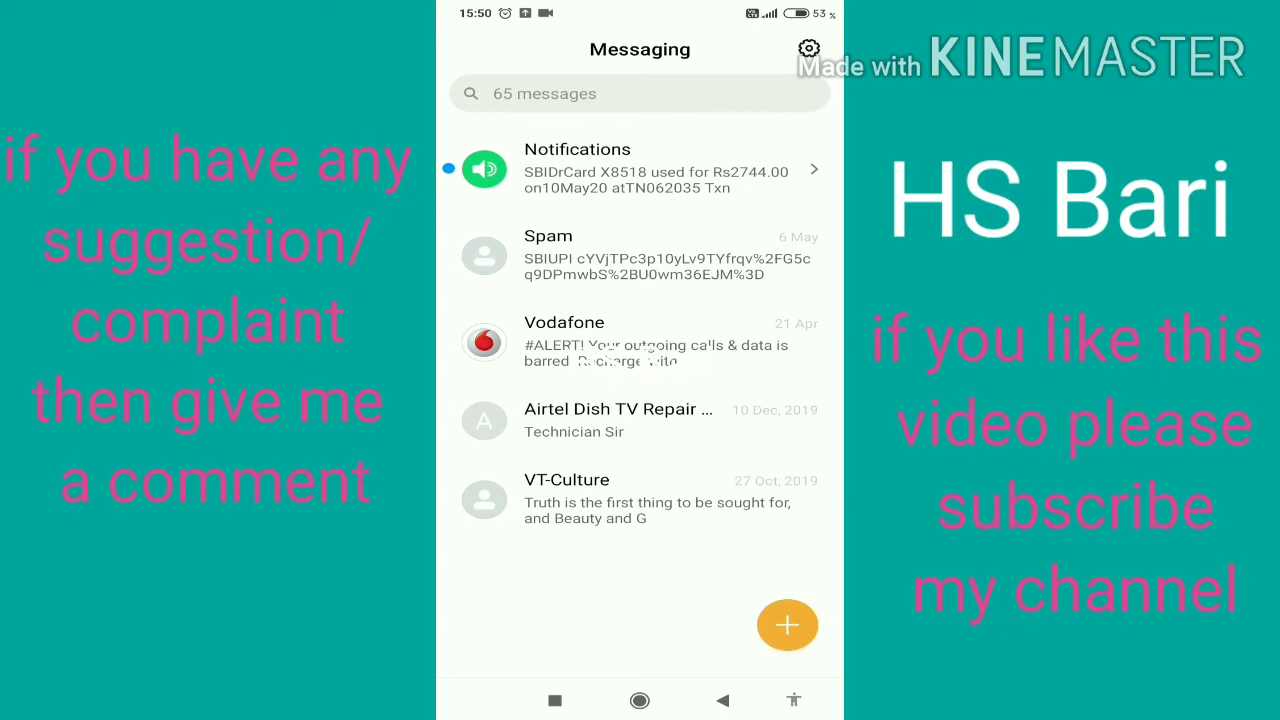 if you have any
suggestion/
complaint
then give me
a comment
15:50
53 %
Messaging
65 messages
Notifications
SBIDrCard X8518 used for Rs2744.00
on10May20 atTN062035 Txn
Spam
6 May
SBIUPI cYVjTPc3p10yLv9TYfrqv%2FG5c
q9DPmwbS%2BU0wm36EJM%3D
Vodafone
21 Apr
#ALERT! Your outgoing calls & data is
barred
Airtel Dish TV Repair ...
10 Dec, 2019
A
Technician Sir
VT-Culture
27 Oct, 2019
Truth is the first thing to be sought for,
and Beauty and G
Made with KINEMASTER
HS Bari
if you like this
video please
subscribe
my channel